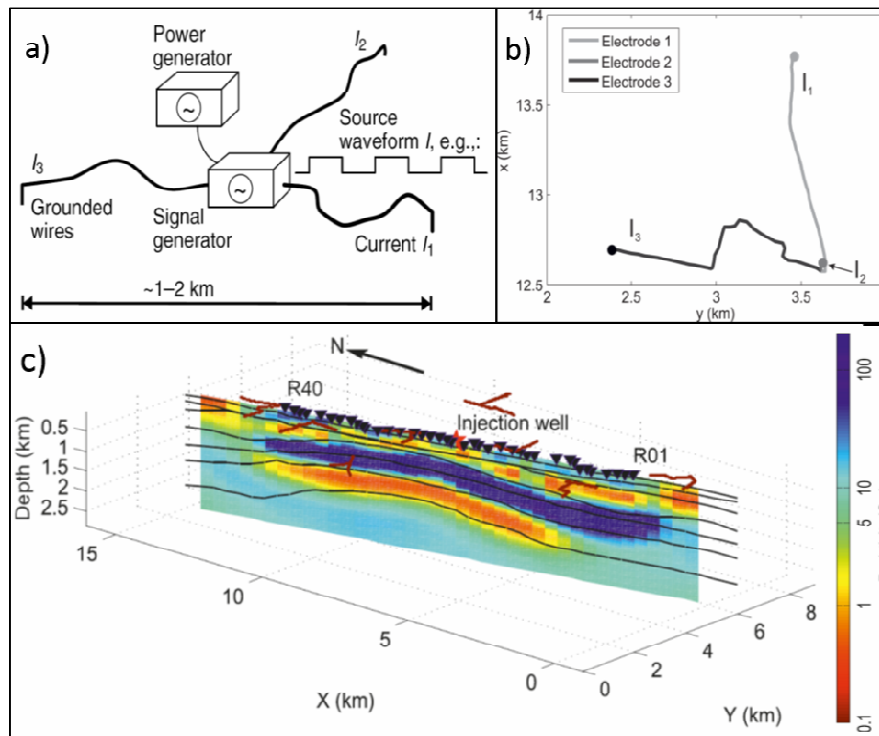 a)
Power
generator
I2
Source
waveform I, e.g.,:
I3
Grounded
wires
Signal
generator
Current I1
~1–2 km
b)
14
13.5
13
12.5
x (km)
Electrode 1
Electrode 2
Electrode 3
I1
I3
I2
2
2.5
3
3.5
y (km)
c)
N
R40
Injection well
R01
Depth (km)
0.5
1
1.5
2
2.5
15
10
5
0
X (km)
0
2
4
6
8
Y (km)
100
10
1
0.1